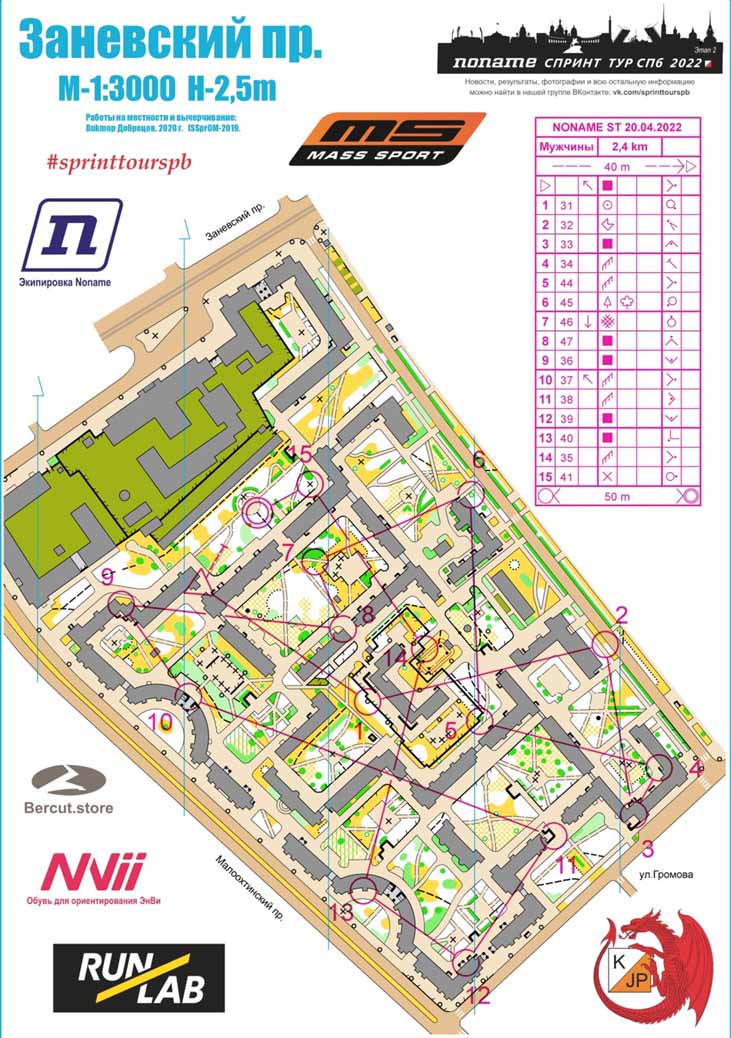 Заневский пр.
М-1:3000 Н-2,5m
Работы на местности и вычерчивание:
Виктор Добрецов, 2020 г. ISSprOM-2019.
#sprinttourspb
n
Экипировка Noname
MS
MASS SPORT
Этап 2
noname СПРИНТ ТУР СПб 2022
Новости, результаты, фотографии и всю остальную информацию
можно найти в нашей группе ВКонтакте: vk.com/sprinttourspb
NONAME ST 20.04.2022
Мужчины 2,4 km
40 m
1 31
2 32
3 33
4 34
5 44
6 45
7 46
8 47
9 36
10 37
11 38
12 39
13 40
14 35
15 41
50 m
Заневский пр.
15
6
7
9
8
2
14
10
1
5
4
3
11
13
12
Bercut.store
Nvii
Обувь для ориентирования ЭнВи
Малоохтинский пр.
ул.Громова
RUN
LAB
K
JP